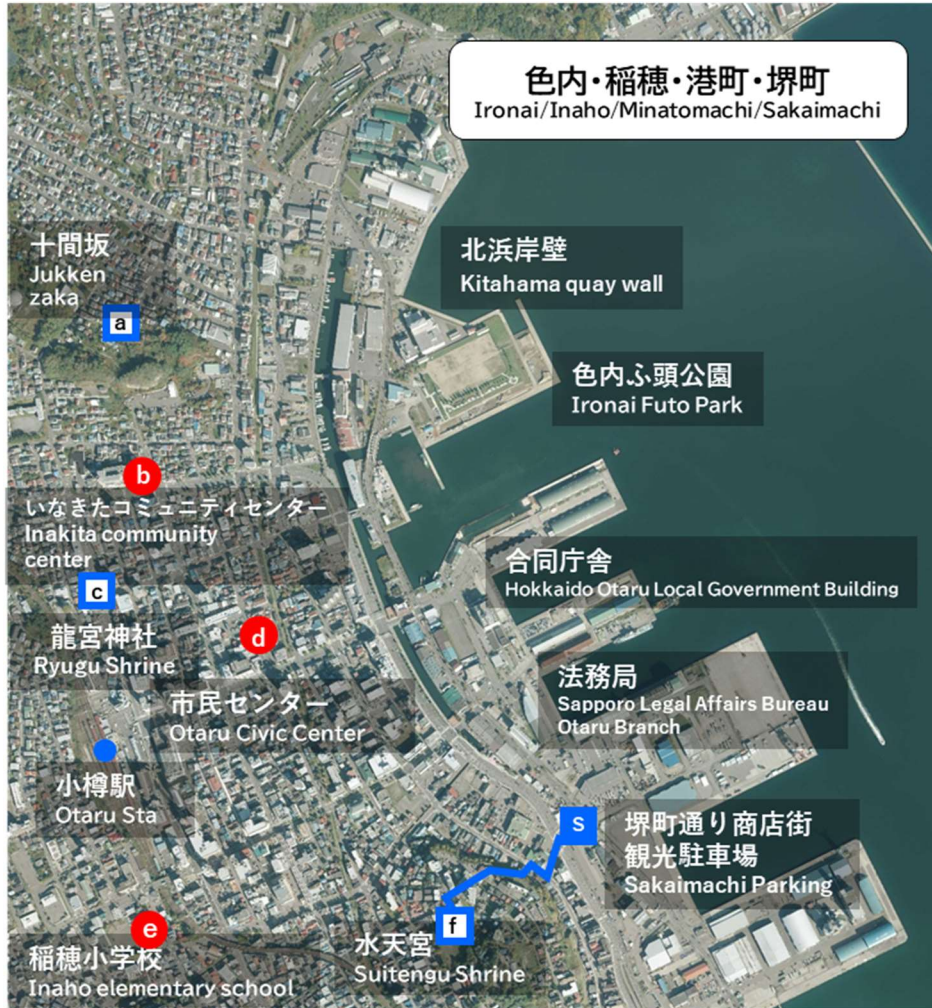 色内・稲穂・港町・堺町
Ironai/Inaho/Minatomachi/Sakaimachi
十間坂
Jukken
zaka
a
北浜岸壁
Kitahama quay wall
色内ふ頭公園
Ironai Futo Park
b
いなきたコミュニティセンター
Inakita community
center
合同庁舎
Hokkaido Otaru Local Government Building
c
龍宮神社
Ryugu Shrine
d
市民センター
Otaru Civic Center
法務局
Sapporo Legal Affairs Bureau
Otaru Branch
小樽駅
Otaru Sta
s
堺町通り商店街
観光駐車場
Sakaimachi Parking
e
稲穂小学校
Inaho elementary school
f
水天宮
Suitengu Shrine